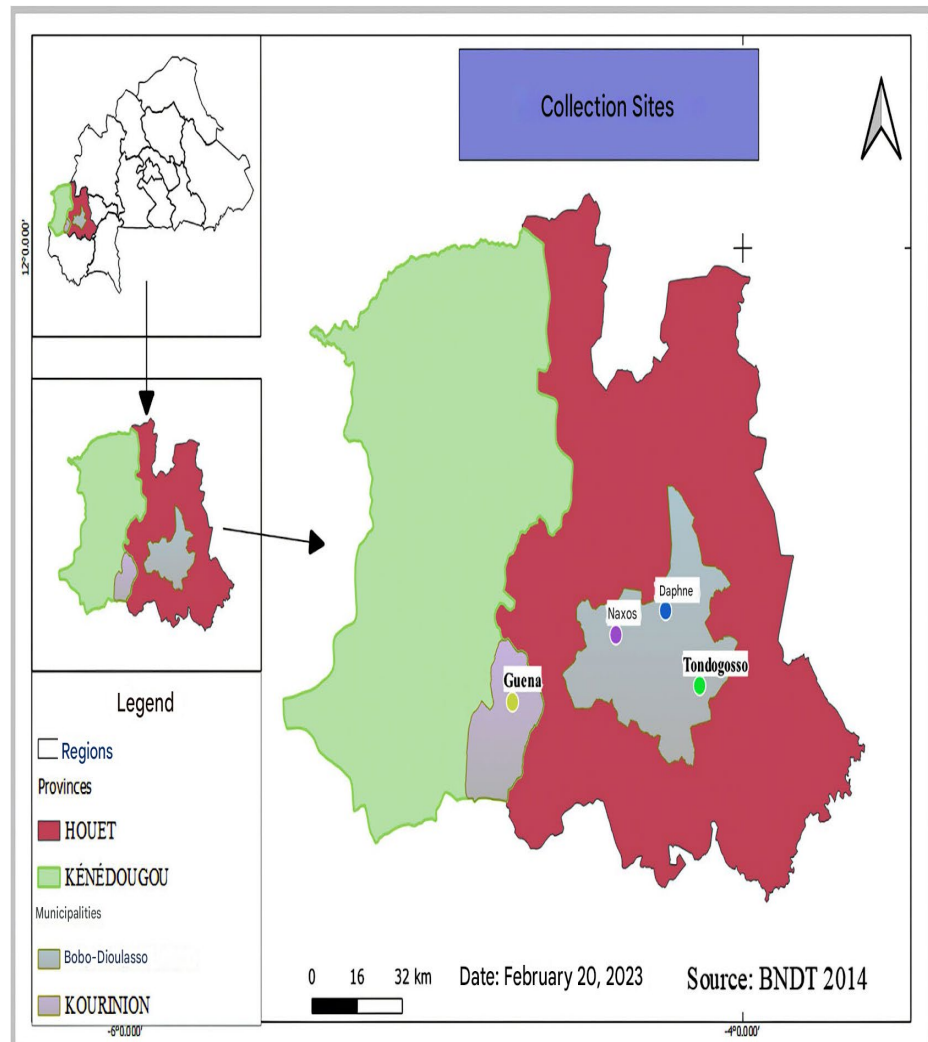 Collection Sites
12°0.000′
Daphne
Naxos
Tondogosso
Guena
Legend
Regions
Provinces
HOUET
KÉNÉDOUGOU
Municipalities
Bobo-Dioulasso
KOURINION
0 16 32 km
Date: February 20, 2023
Source: BNDT 2014
-6°0.000′
-4°0.000′